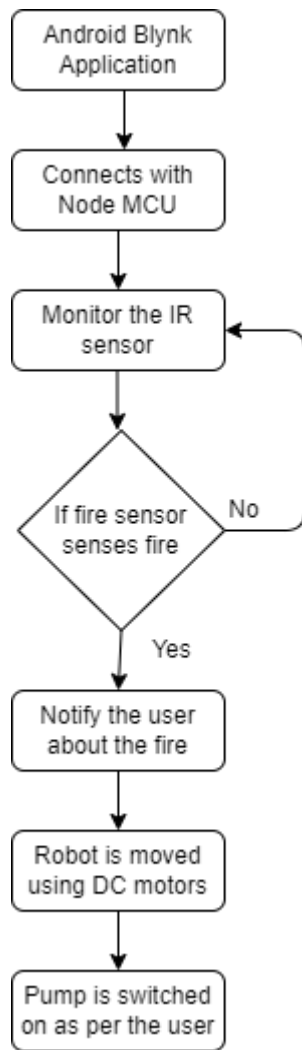 Android Blynk
Application
Connects with
Node MCU
Monitor the IR
sensor
If fire sensor
senses fire
No
Yes
Notify the user
about the fire
Robot is moved
using DC motors
Pump is switched
on as per the user